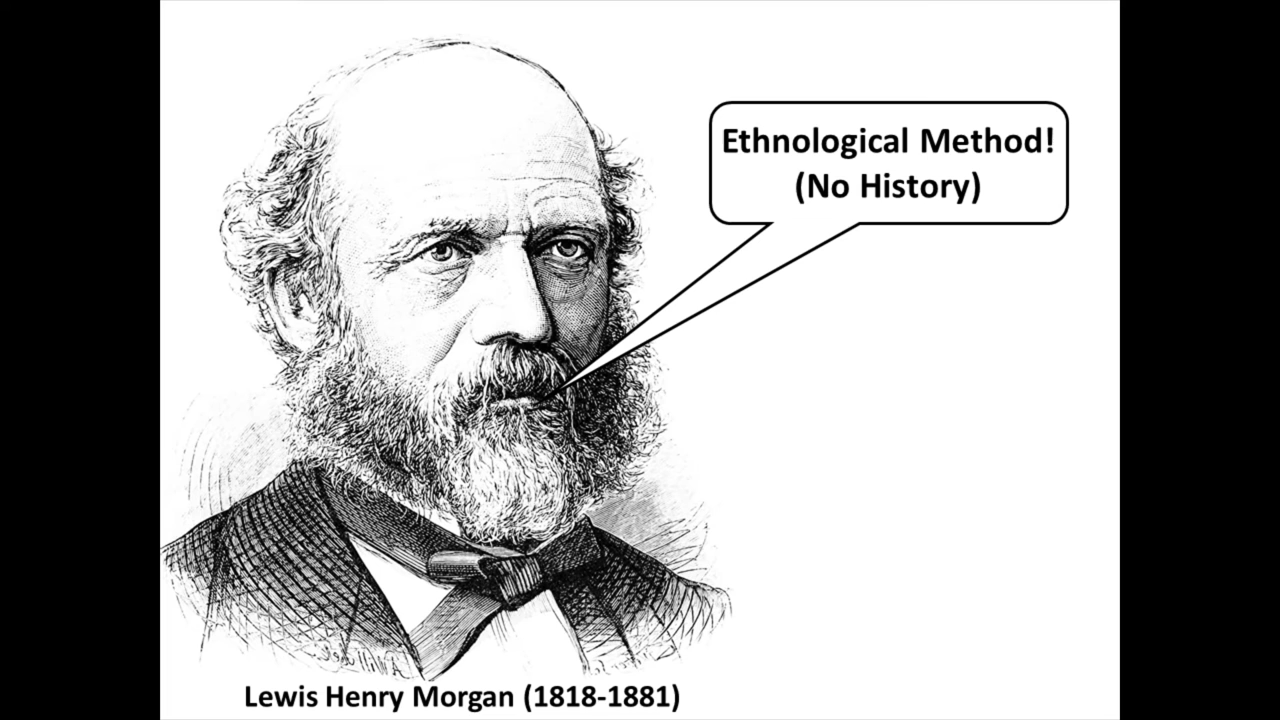 Ethnological Method!
(No History)
Lewis Henry Morgan (1818-1881)